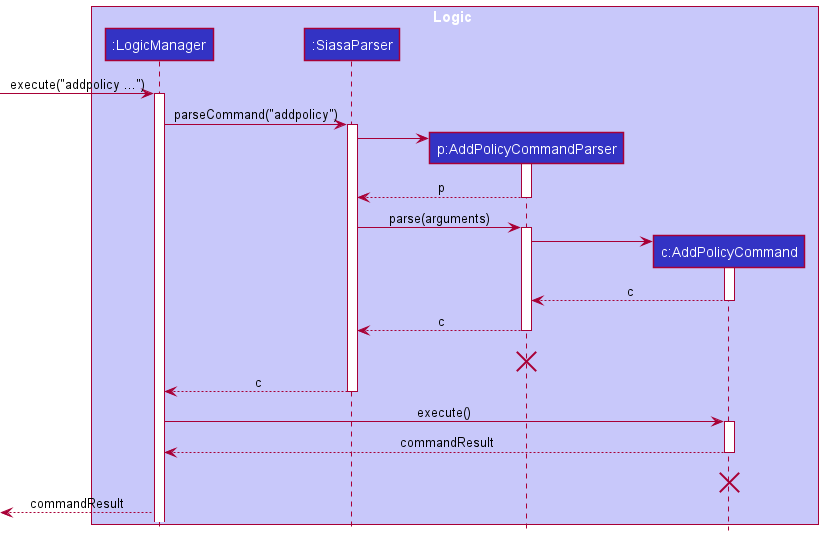 Logic
:LogicManager
:SiasaParser
execute("addpolicy ...")
parseCommand("addpolicy")
p:AddPolicyCommandParser
p
parse(arguments)
c:AddPolicyCommand
c
c
c
execute()
commandResult
commandResult